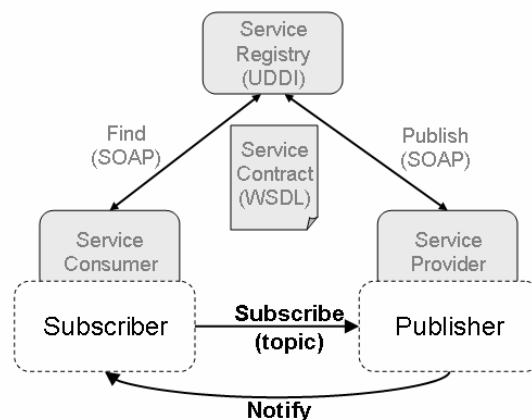 Service
Registry
(UDDI)
Find
(SOAP)
Publish
(SOAP)
Service
Contract
(WSDL)
Service
Consumer
Service
Provider
Subscriber
Subscribe
(topic)
Publisher
Notify